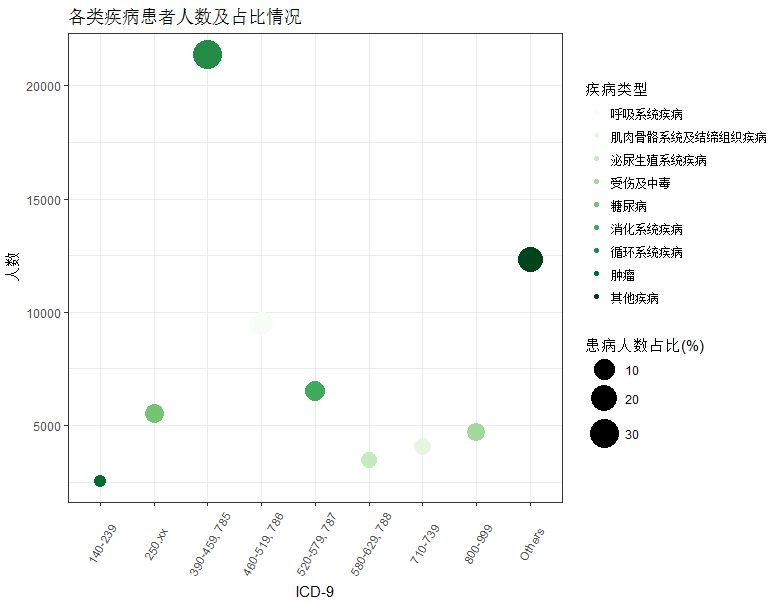 各类疾病患者人数及占比情况
人数
20000
15000
10000
5000
140-239
250.xx
390-459, 785
460-519, 786
520-579, 787
580-629, 788
710-739
800-999
Others
ICD-9
疾病类型
呼吸系统疾病
肌肉骨骼系统及结缔组织疾病
泌尿生殖系统疾病
受伤及中毒
糖尿病
消化系统疾病
循环系统疾病
肿瘤
其他疾病
患病人数占比(%)
10
20
30